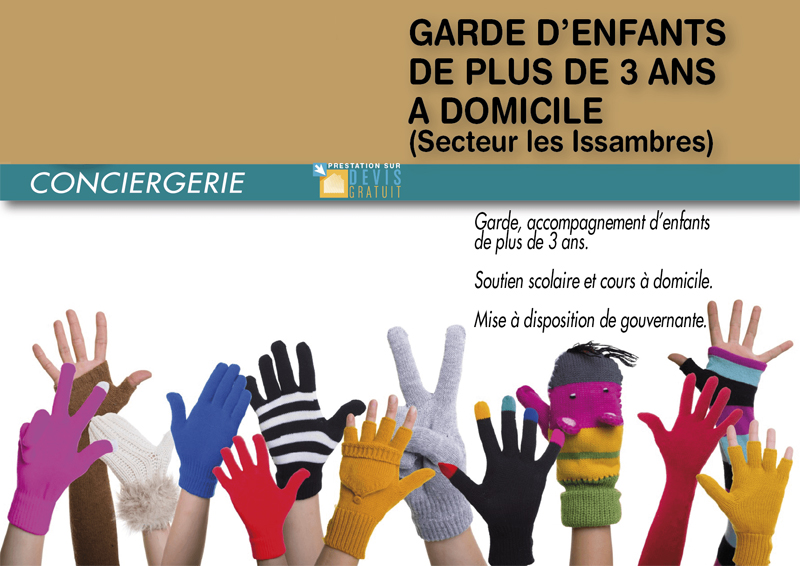 GARDE D'ENFANTS
DE PLUS DE 3 ANS
A DOMICILE
(Secteur les Issambres)
CONCIERGERIE
PRESTATION SUR
DEVIS
GRATUIT
Garde, accompagnement d'enfants
de plus de 3 ans.
Soutien scolaire et cours à domicile.
Mise à disposition de gouvernante.